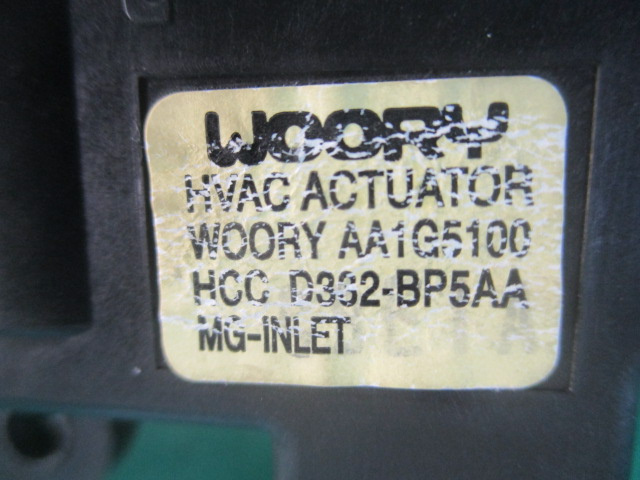 WOORY
HVAC ACTUATOR
WOORY AA1G5100
HCC D332-BP5AA
MG-INLET